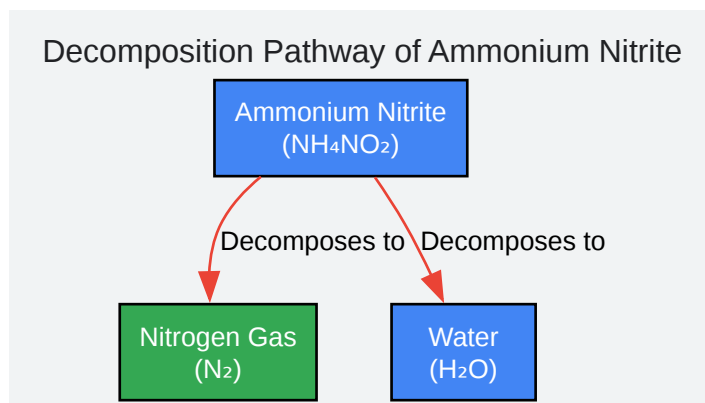 Decomposition Pathway of Ammonium Nitrite
Ammonium Nitrite
(NH₄NO₂)
Decomposes to
Decomposes to
Nitrogen Gas
(N₂)
Water
(H₂O)